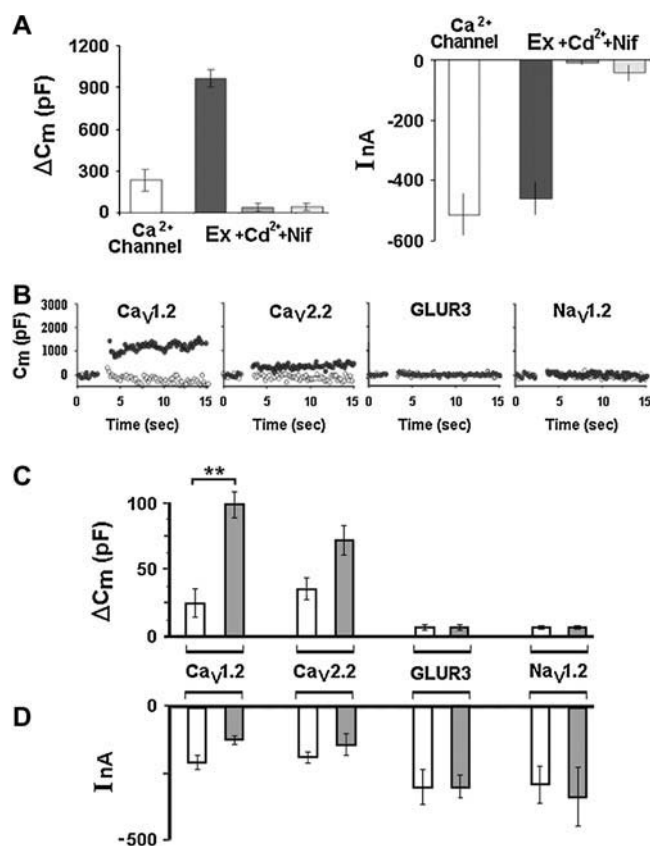 A
ΔCm (pF)
1200
900
600
300
0
Ca2+
Channel
Ex +Cd2++Nif
Ca2+
Channel
Ex +Cd2++Nif
InA
0
-200
-400
-600
B
Cm (pF)
3000
2000
1000
0
CaV1.2
CaV2.2
GLUR3
NaV1.2
0 5 10 15
0 5 10 15
0 5 10 15
0 5 10 15
Time (sec)
Time (sec)
Time (sec)
Time (sec)
C
ΔCm (pF)
100
50
0
**
CaV1.2
CaV2.2
GLUR3
NaV1.2
D
InA
0
-500